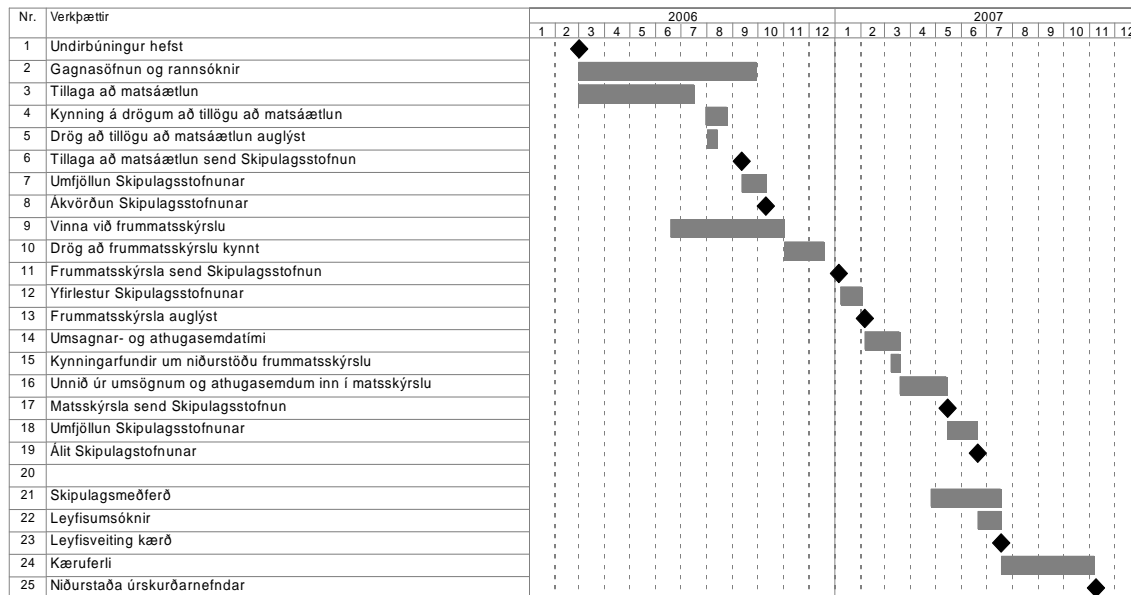 Nr. Verkþættir 2006 2007
1 2 3 4 5 6 7 8 9 10 11 12 1 2 3 4 5 6 7 8 9 10 11 12
1 Undirbúningur hefst
2 Gagnasöfnun og rannsóknir
3 Tillaga að matsáætlun
4 Kynning á drögum að tillögu að matsáætlun
5 Drög að tillögu að matsáætlun auglýst
6 Tillaga að matsáætlun send Skipulagsstofnun
7 Umfjöllun Skipulagsstofnunar
8 Ákvörðun Skipulagsstofnunar
9 Vinna við frummatsskýrslu
10 Drög að frummatsskýrslu kynnt
11 Frummatsskýrsla send Skipulagsstofnun
12 Yfirlestur Skipulagsstofnunar
13 Frummatsskýrsla auglýst
14 Umsagnar- og athugasemdatími
15 Kynningarfundir um niðurstöðu frummatsskýrslu
16 Unnið úr umsögnum og athugasemdum inn í matsskýrslu
17 Matsskýrsla send Skipulagsstofnun
18 Umfjöllun Skipulagsstofnunar
19 Álit Skipulagstofnunar
20
21 Skipulagsmeðferð
22 Leyfisumsóknir
23 Leyfisveiting kærð
24 Kæruferli
25 Niðurstaða úrskurðarnefndar